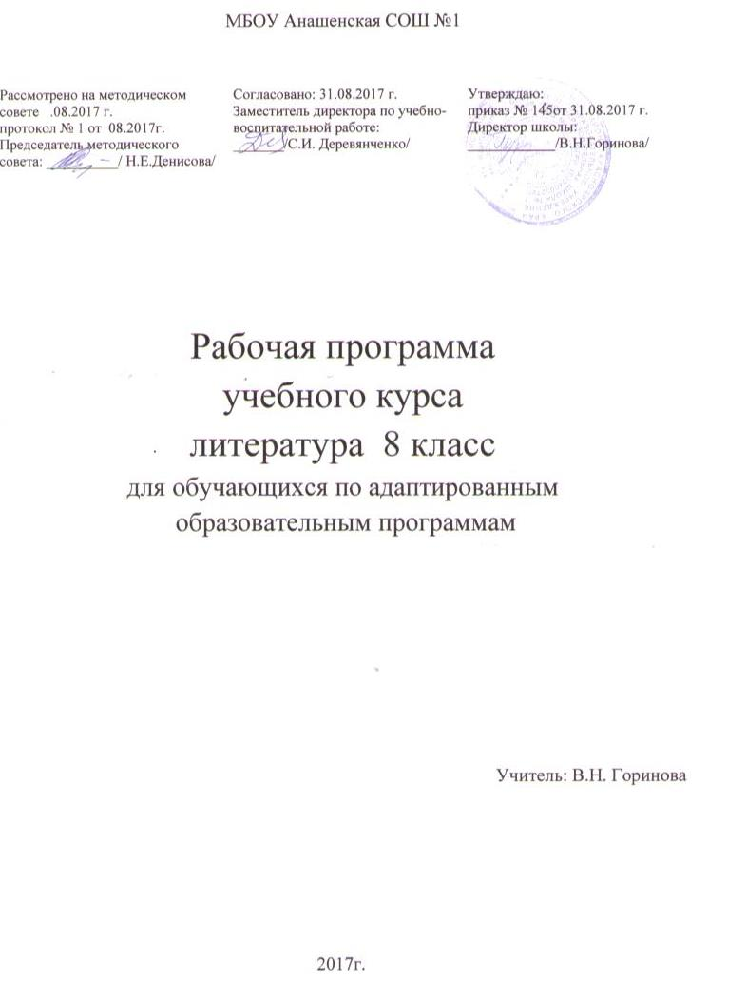 МБОУ Анашенская СОШ №1
Рассмотрено на методическом
совете .08.2017 г.
протокол № 1 от 08.2017г.
Председатель методического
совета: ___________/ Н.Е.Денисова/
Согласовано: 31.08.2017 г.
Заместитель директора по учебно-
воспитательной работе:
________/С.И. Деревянченко/
Утверждаю:
приказ № 145от 31.08.2017 г.
Директор школы:
_____________/В.Н.Горинова/
Рабочая программа
учебного курса
литература 8 класс
для обучающихся по адаптированным
образовательным программам
Учитель: В.Н. Горинова
2017г.